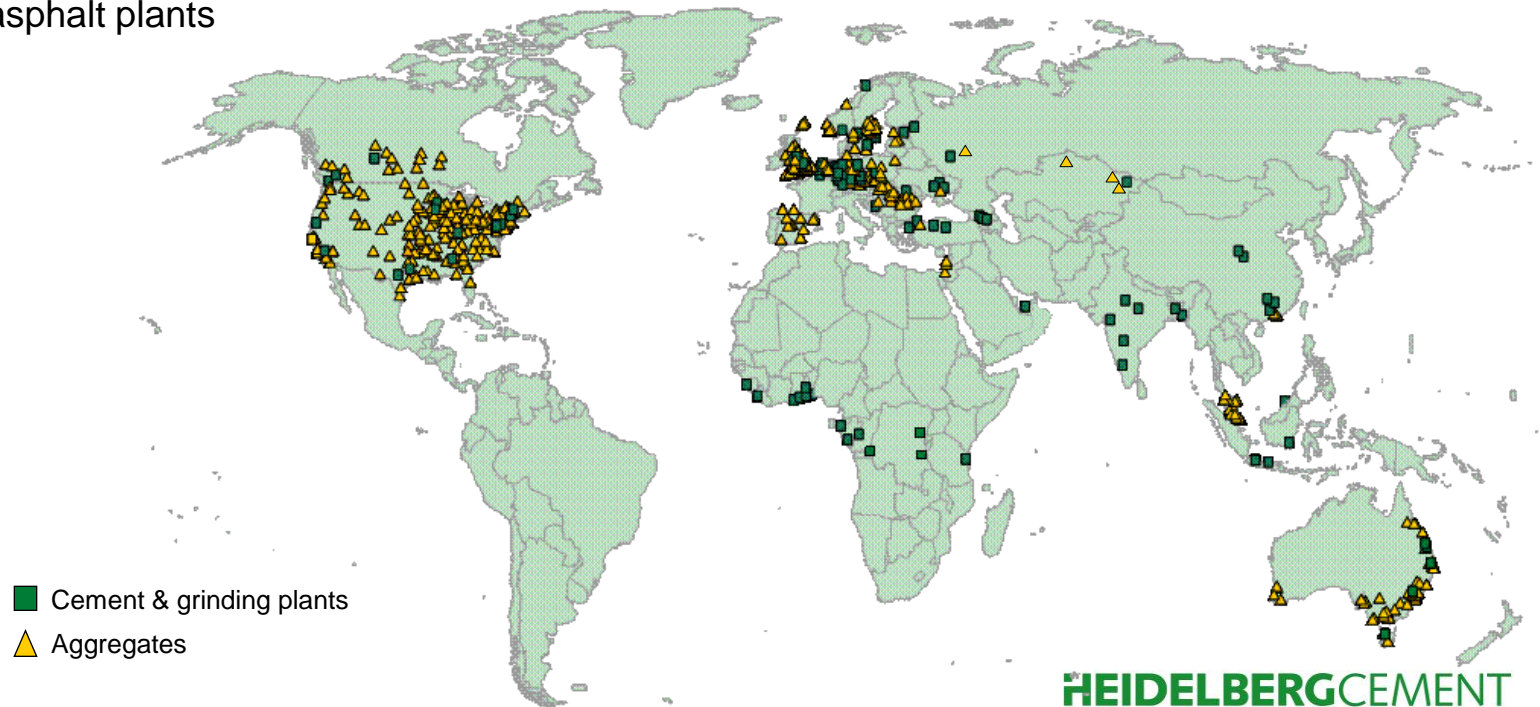 asphalt plants
Cement & grinding plants
Aggregates
HEIDELBERGCEMENT